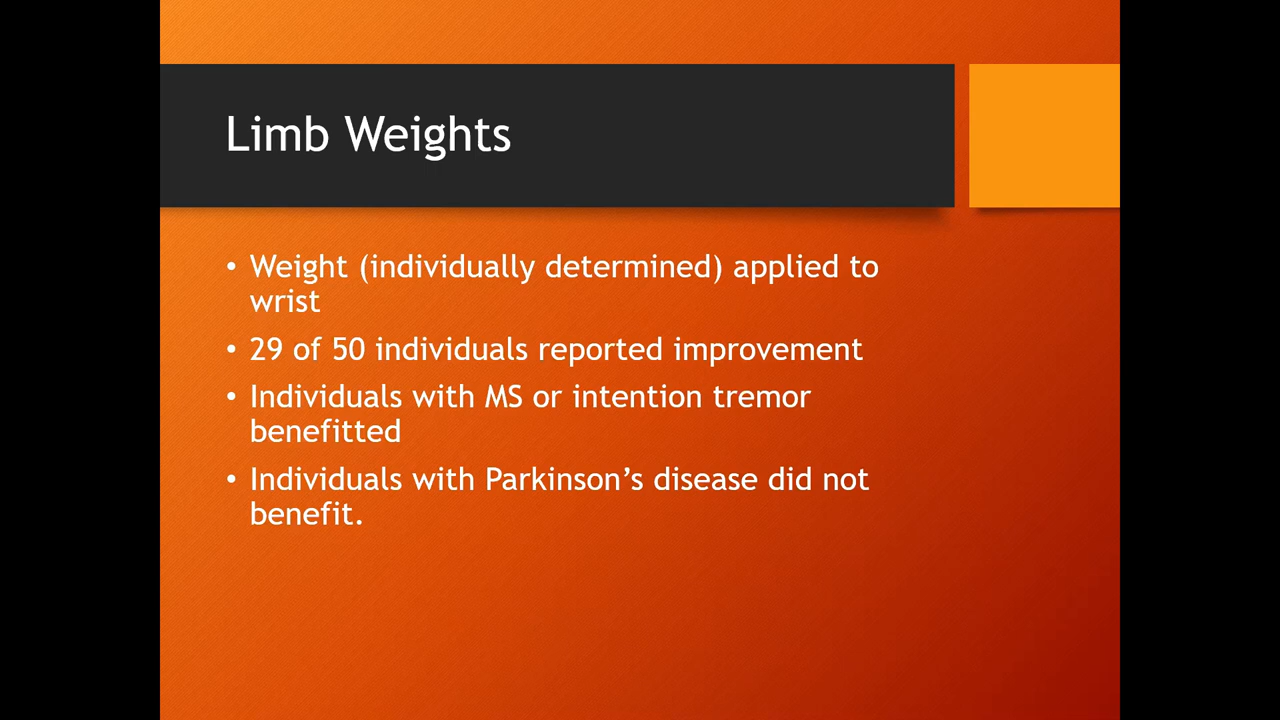 Limb Weights
• Weight (individually determined) applied to
wrist
• 29 of 50 individuals reported improvement
• Individuals with MS or intention tremor
benefitted
• Individuals with Parkinson’s disease did not
benefit.